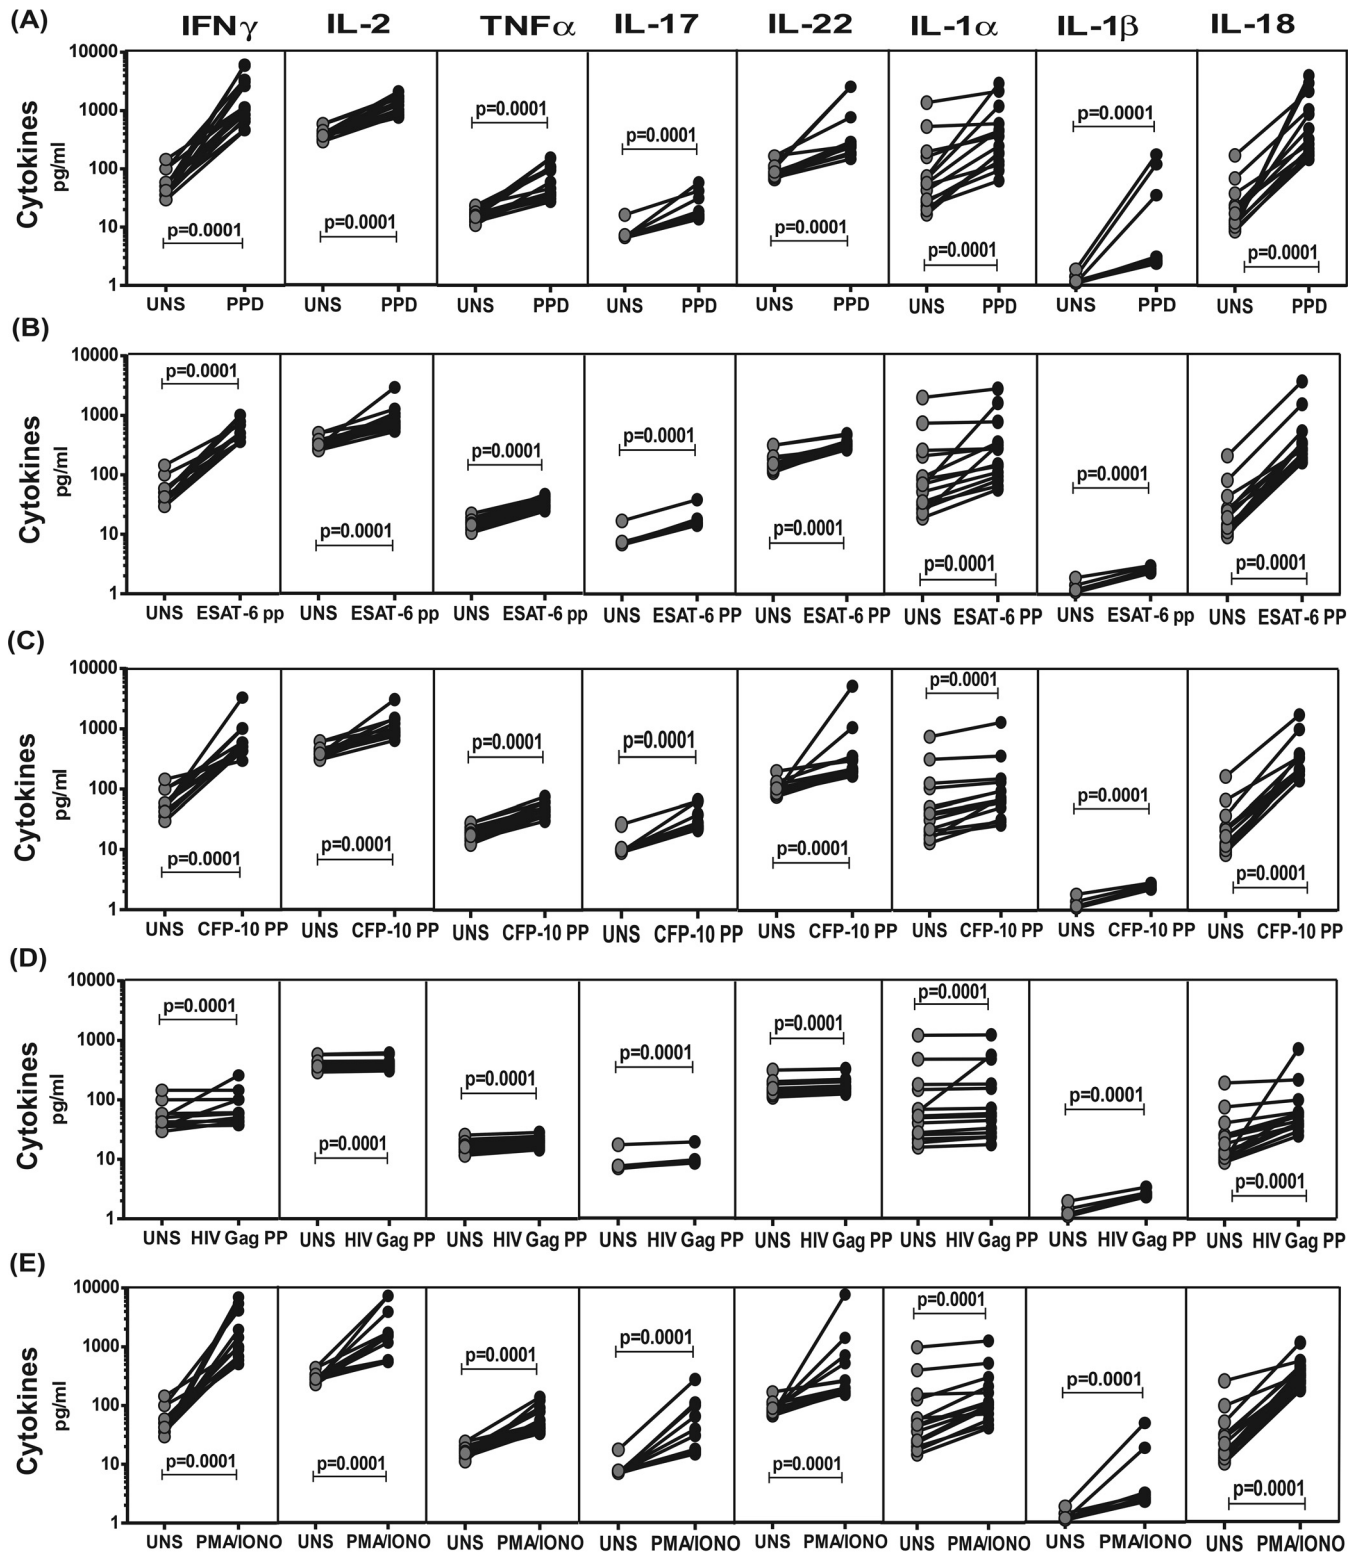 (A) IFNγ IL-2 TNFα IL-17 IL-22 IL-1α IL-1β IL-18
Cytokines
pg/ml
10000
1000
100
10
1
p=0.0001 p=0.0001 p=0.0001 p=0.0001 p=0.0001 p=0.0001 p=0.0001 p=0.0001
UNS PPD UNS PPD UNS PPD UNS PPD UNS PPD UNS PPD UNS PPD UNS PPD
(B)
Cytokines
pg/ml
10000
1000
100
10
1
p=0.0001 p=0.0001 p=0.0001 p=0.0001 p=0.0001 p=0.0001 p=0.0001 p=0.0001
UNS ESAT-6 pp UNS ESAT-6 pp UNS ESAT-6 pp UNS ESAT-6 PP UNS ESAT-6 PP UNS ESAT-6 PP UNS ESAT-6 pp UNS ESAT-6 PP
(C)
Cytokines
pg/ml
10000
1000
100
10
1
p=0.0001 p=0.0001 p=0.0001 p=0.0001 p=0.0001 p=0.0001 p=0.0001 p=0.0001
UNS CFP-10 PP UNS CFP-10 PP UNS CFP-10 PP UNS CFP-10 PP UNS CFP-10 PP UNS CFP-10 PP UNS CFP-10 PP UNS CFP-10 PP
(D)
Cytokines
pg/ml
10000
1000
100
10
1
p=0.0001 p=0.0001 p=0.0001 p=0.0001 p=0.0001 p=0.0001 p=0.0001 p=0.0001
UNS HIV Gag PP UNS HIV Gag PP UNS HIV Gag PP UNS HIV Gag PP UNS HIV Gag PP UNS HIV Gag PP UNS HIV Gag PP UNS HIV Gag PP
(E)
Cytokines
pg/ml
10000
1000
100
10
1
p=0.0001 p=0.0001 p=0.0001 p=0.0001 p=0.0001 p=0.0001 p=0.0001 p=0.0001
UNS PMA/IONO UNS PMA/IONO UNS PMA/IONO UNS PMA/IONO UNS PMA/IONO UNS PMA/IONO UNS PMA/IONO UNS PMA/IONO